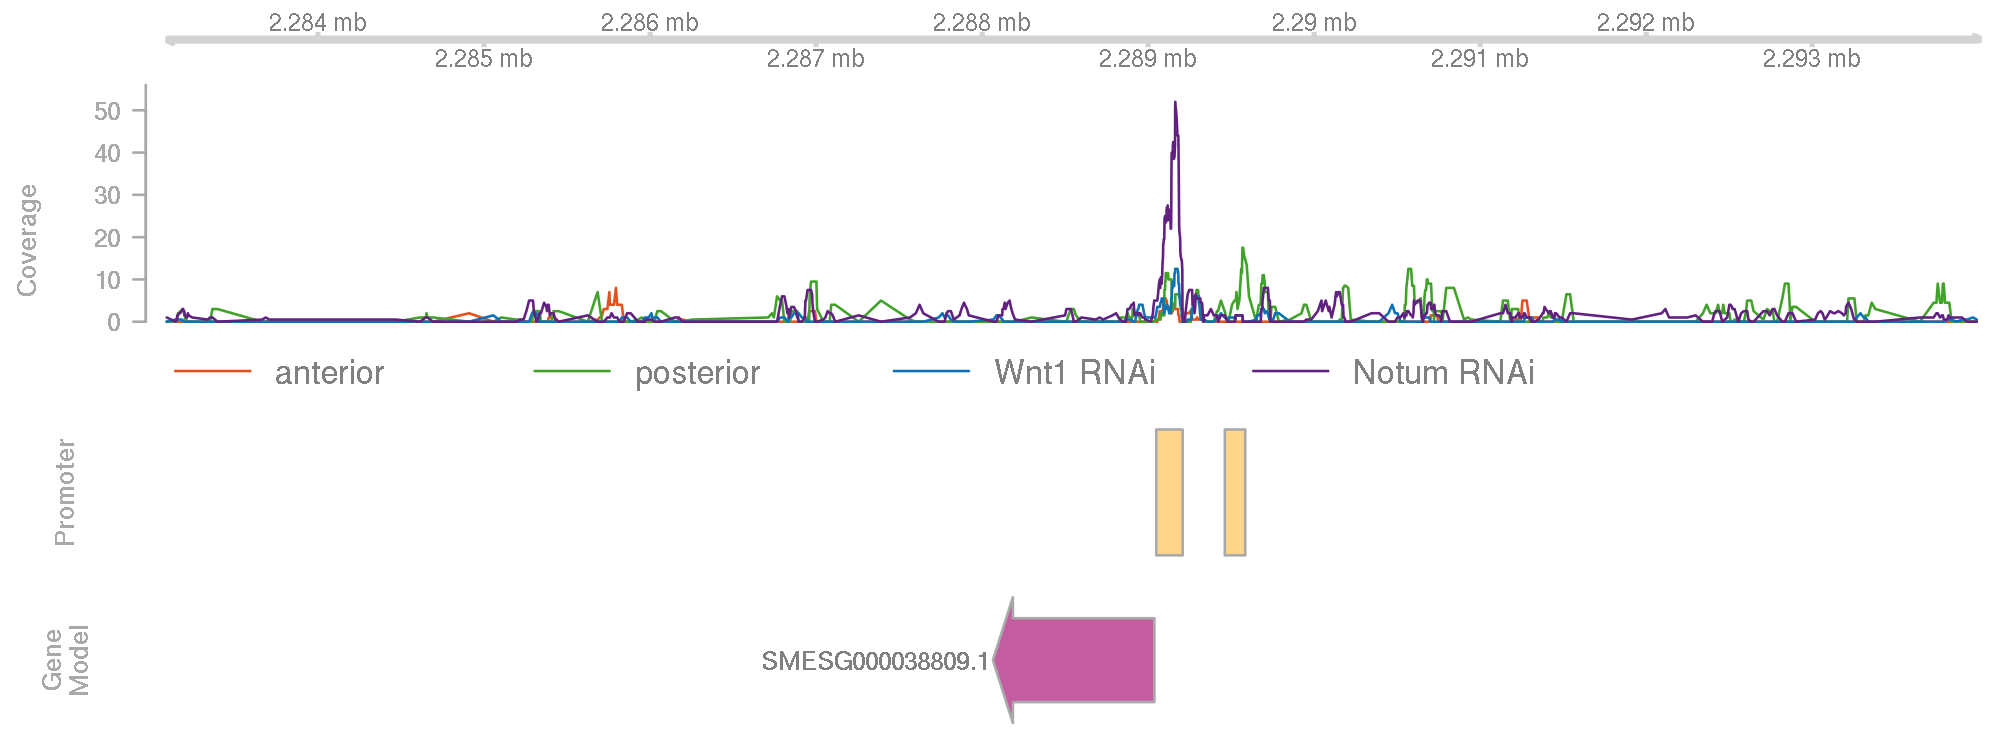 2.284 mb 2.286 mb 2.288 mb 2.29 mb 2.292 mb
2.285 mb 2.287 mb 2.289 mb 2.291 mb 2.293 mb
Coverage
50
40
30
20
10
0
anterior posterior Wnt1 RNAi Notum RNAi
Promoter
Gene
Model
SMESG000038809.1